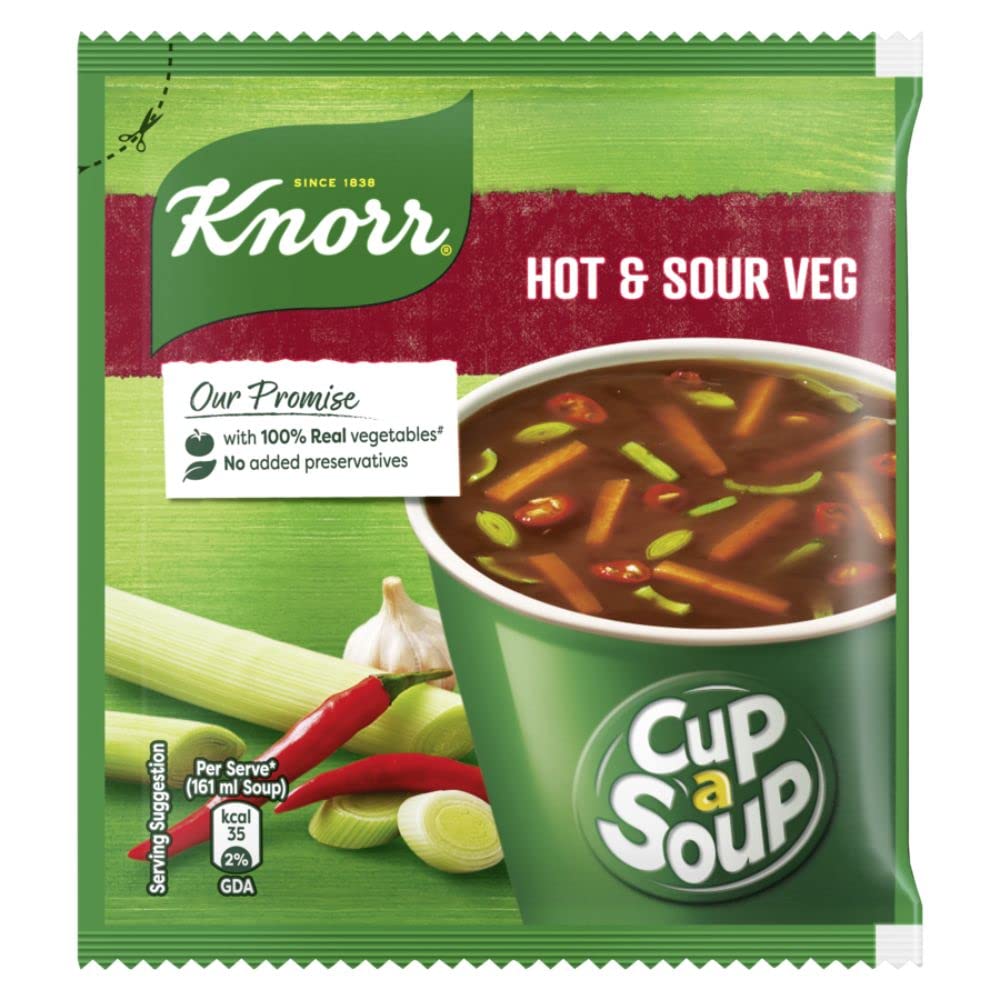 SINCE 1838
Knorr®
HOT & SOUR VEG
Our Promise
with 100% Real vegetables#
No added preservatives
Cup
a
Soup
Serving Suggestion
Per Serve*
(161 ml Soup)
kcal
35
2%
GDA